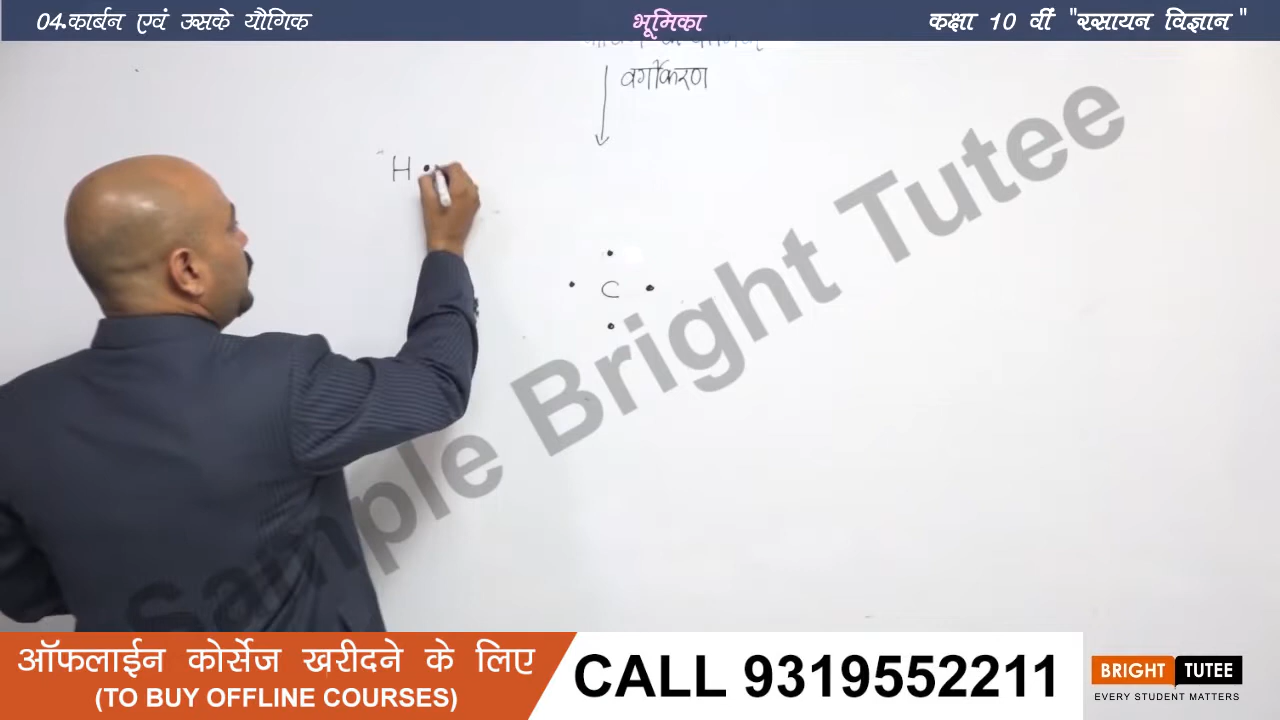 04.कार्बन एवं उसके यौगिक
भूमिका
कक्षा 10 वीं "रसायन विज्ञान"
वर्गीकरण
H
C
Sample Bright Tutee
ऑफलाईन कोर्सेज खरीदने के लिए
(TO BUY OFFLINE COURSES)
CALL 9319552211
BRIGHT TUTEE
EVERY STUDENT MATTERS